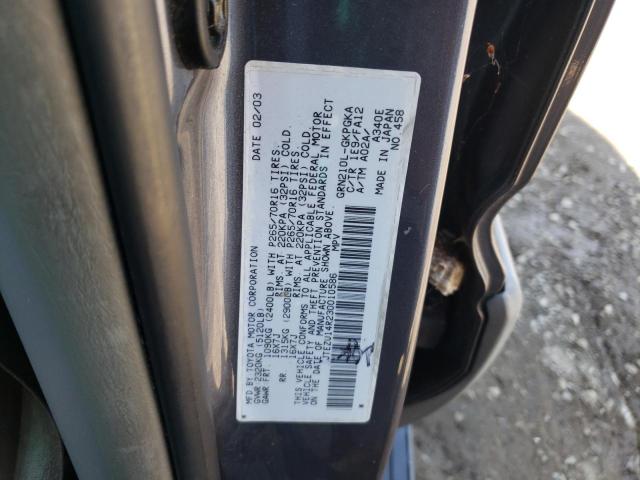 MFD.BY TOYOTA MOTOR CORPORATION DATE 02/03
GVWR 2320KG (5120LB)
GAWR FRT. 1090KG (2400LB) WITH P265/70R16 TIRES.
16X7J RIMS AT 220KPA (32PSI) COLD.
RR 1315KG (2900LB) WITH P265/70R16 TIRES.
16X7J RIMS AT 220KPA (32PSI) COLD.
THIS VEHICLE CONFORMS TO ALL APPLICABLE FEDERAL MOTOR
VEHICLE SAFETY AND THEFT PREVENTION STANDARDS IN EFFECT
ON THE DATE OF MANUFACTURE SHOWN ABOVE.
JTEZU14R230010586 MPV
GRN210L-GKPGKA
C/TR 1E9/FA12
A/TM A02A/ A340E
MADE IN JAPAN
NO.458